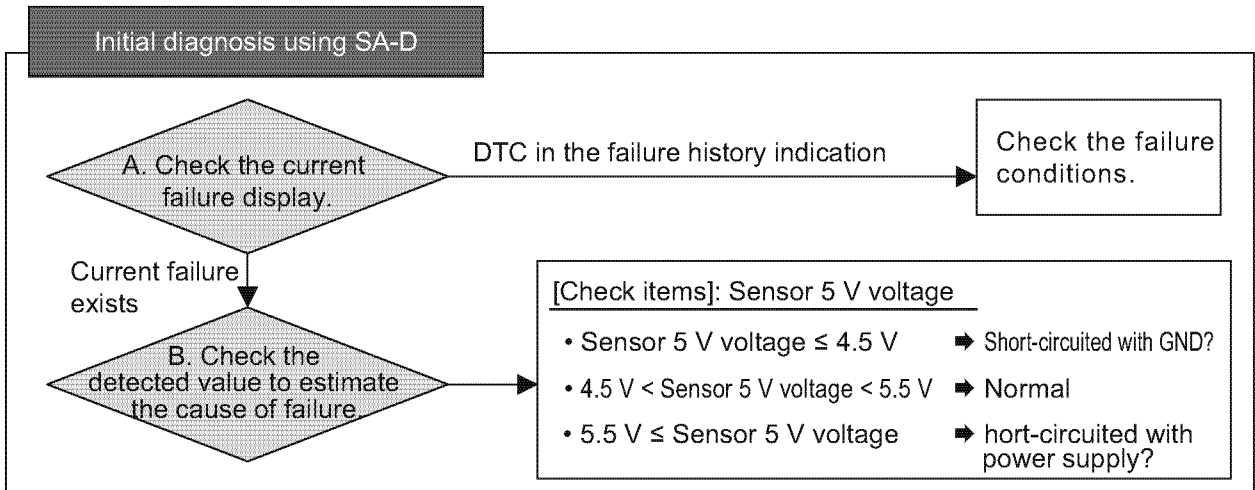 Initial diagnosis using SA-D
A. Check the current
failure display.
DTC in the failure history indication
Check the failure
conditions.
Current failure
exists
B. Check the
detected value to estimate
the cause of failure.
[Check items]: Sensor 5 V voltage
• Sensor 5 V voltage ≤ 4.5 V ➡ Short-circuited with GND?
• 4.5 V < Sensor 5 V voltage < 5.5 V ➡ Normal
• 5.5 V ≤ Sensor 5 V voltage ➡ hort-circuited with
power supply?